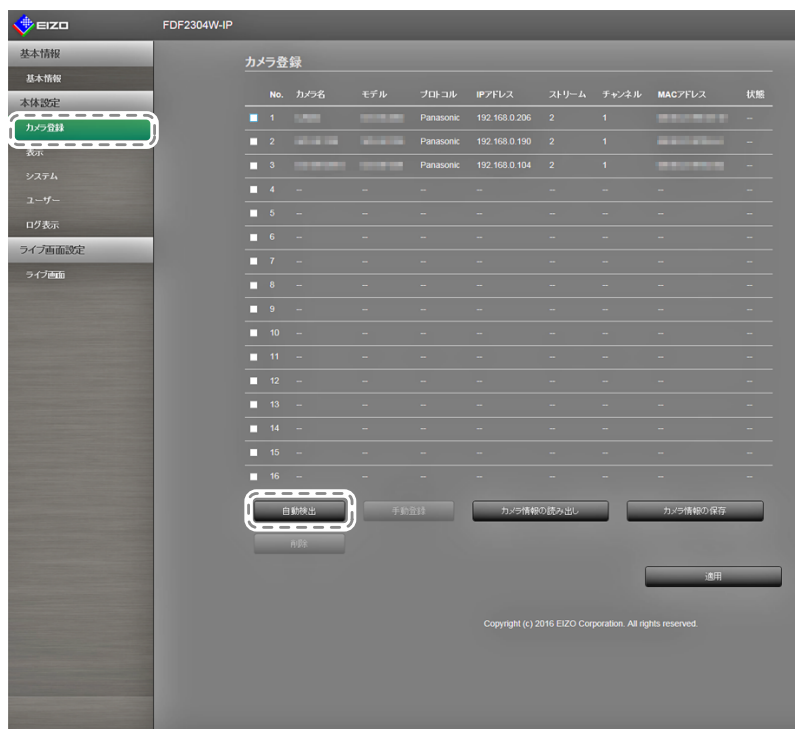 EIZO FDF2304W-IP
基本情報
基本情報
本体設定
カメラ登録
表示
システム
ユーザー
ログ表示
ライブ画面設定
ライブ画面
カメラ登録
No. カメラ名 モデル プロトコル IPアドレス ストリーム チャンネル MACアドレス 状態
1 Panasonic 192.168.0.206 2 1 --
2 Panasonic 192.168.0.190 2 1 --
3 Panasonic 192.168.0.104 2 1 --
4 -- -- -- -- -- -- -- --
5 -- -- -- -- -- -- -- --
6 -- -- -- -- -- -- -- --
7 -- -- -- -- -- -- -- --
8 -- -- -- -- -- -- -- --
9 -- -- -- -- -- -- -- --
10 -- -- -- -- -- -- -- --
11 -- -- -- -- -- -- -- --
12 -- -- -- -- -- -- -- --
13 -- -- -- -- -- -- -- --
14 -- -- -- -- -- -- -- --
15 -- -- -- -- -- -- -- --
16 -- -- -- -- -- -- -- --
自動検出 手動登録 カメラ情報の読み出し カメラ情報の保存
削除
適用
Copyright (c) 2016 EIZO Corporation. All rights reserved.